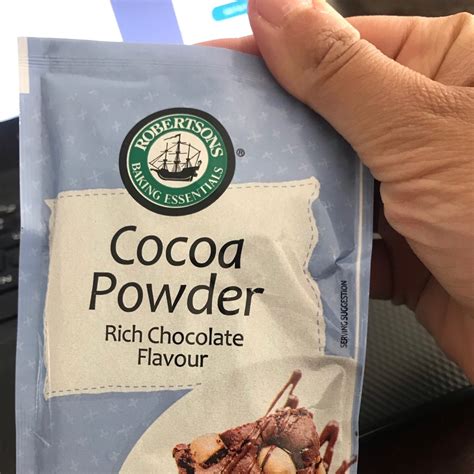 ROBERTSONS
BAKING ESSENTIALS
®
Cocoa
Powder
Rich Chocolate
Flavour
SERVING SUGGESTION